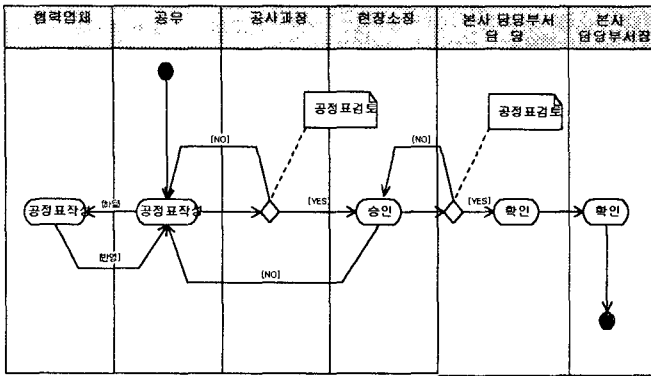 협력업체
공무
공사과장
현장소장
본사 담당부서
담 당
본사
담당부서장
공정표검토
공정표검토
[NO]
[NO]
공정표작성
공정표작성
[YES]
승인
[YES]
확인
확인
[반영]
[NO]